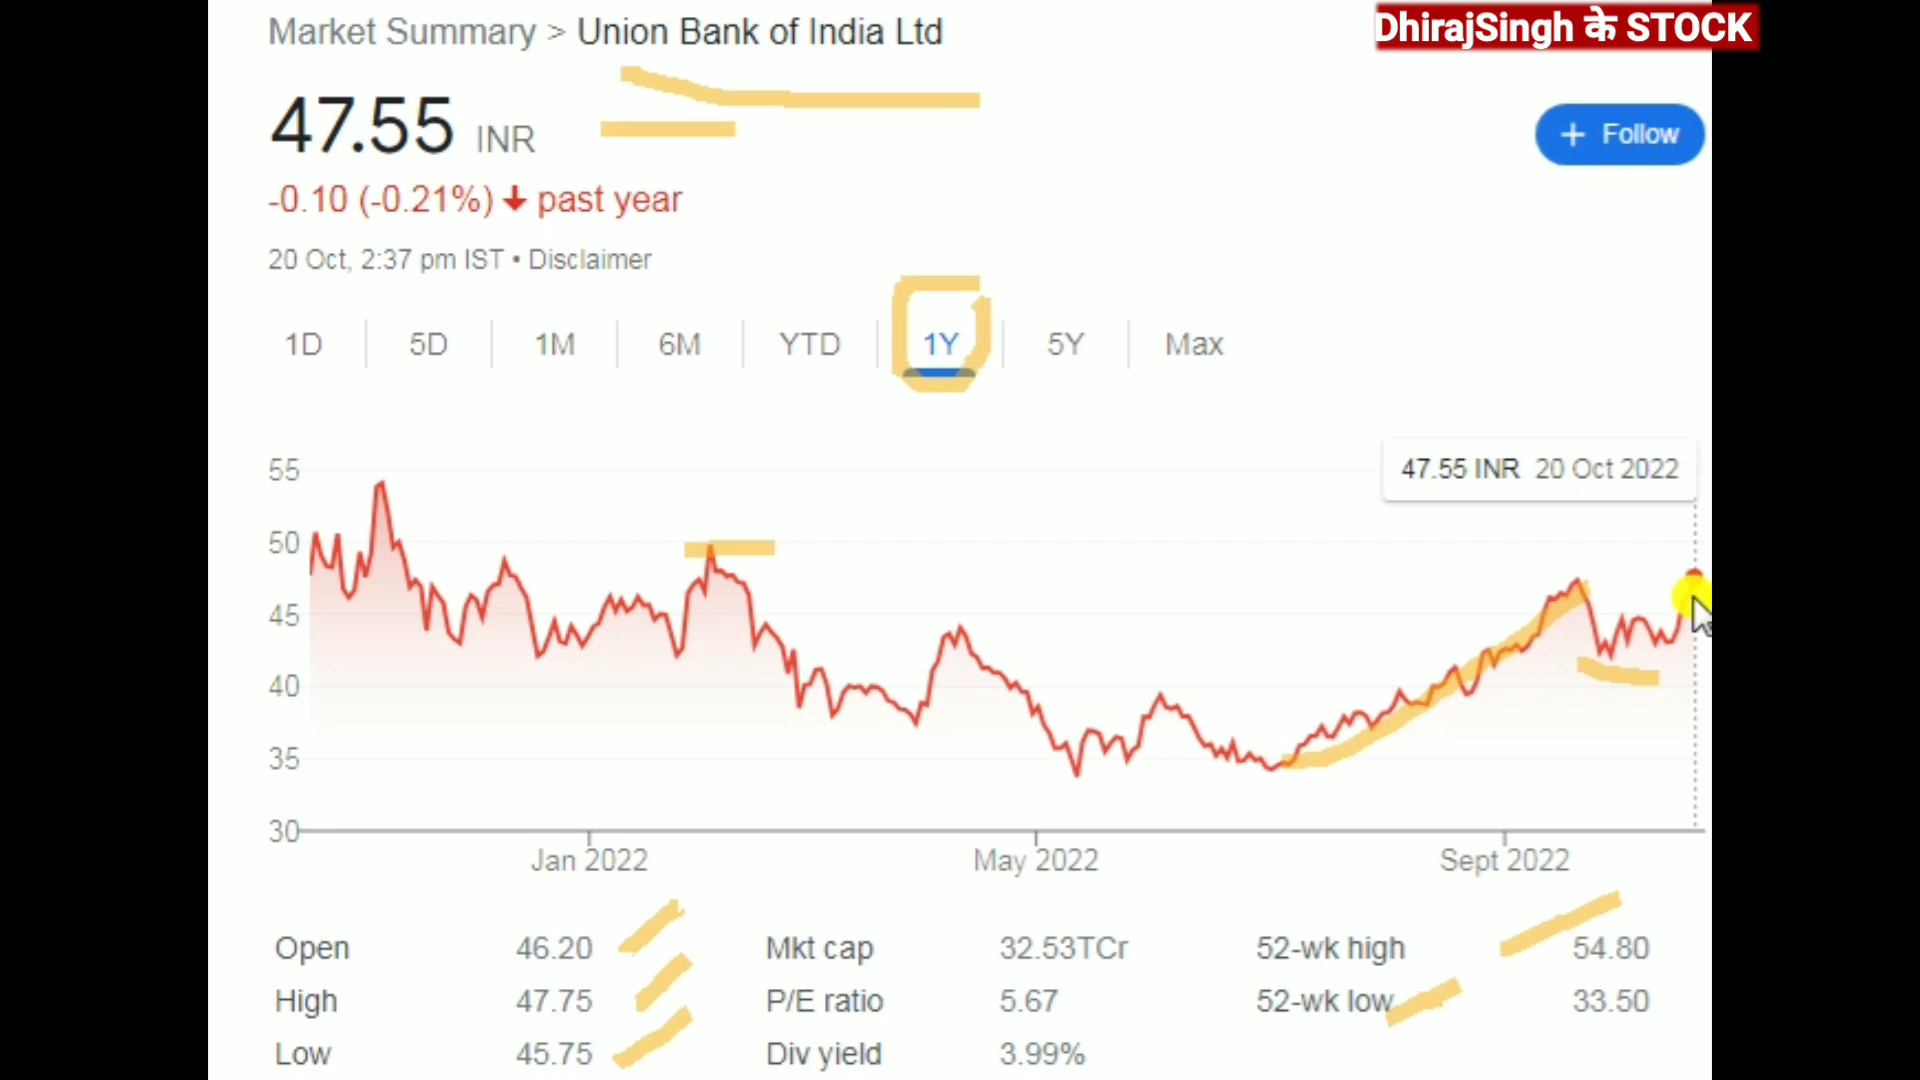 DhirajSingh के STOCK
Market Summary > Union Bank of India Ltd
47.55 INR
+ Follow
-0.10 (-0.21%) ↓ past year
20 Oct, 2:37 pm IST • Disclaimer
1D 5D 1M 6M YTD 1Y 5Y Max
47.55 INR 20 Oct 2022
55
50
45
40
35
30
Jan 2022 May 2022 Sept 2022
Open 46.20 Mkt cap 32.53TCr 52-wk high 54.80
High 47.75 P/E ratio 5.67 52-wk low 33.50
Low 45.75 Div yield 3.99%